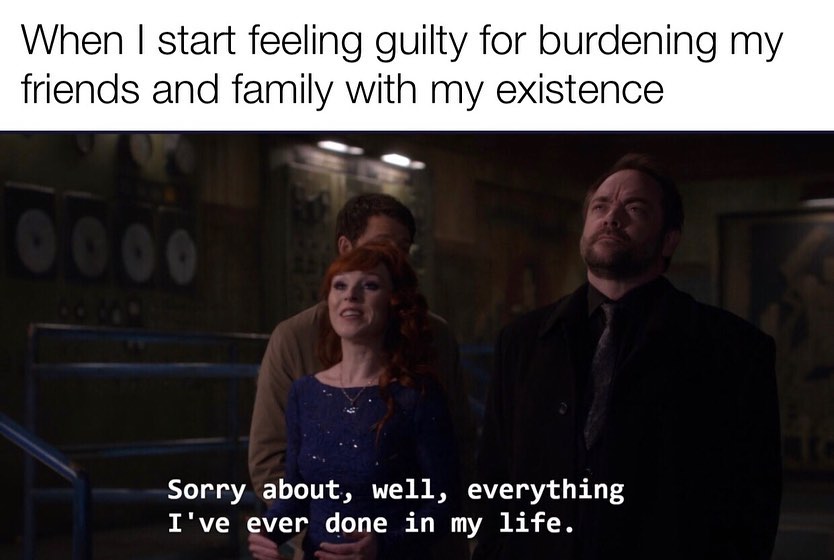 When I start feeling guilty for burdening my
friends and family with my existence
Sorry about, well, everything
I've ever done in my life.